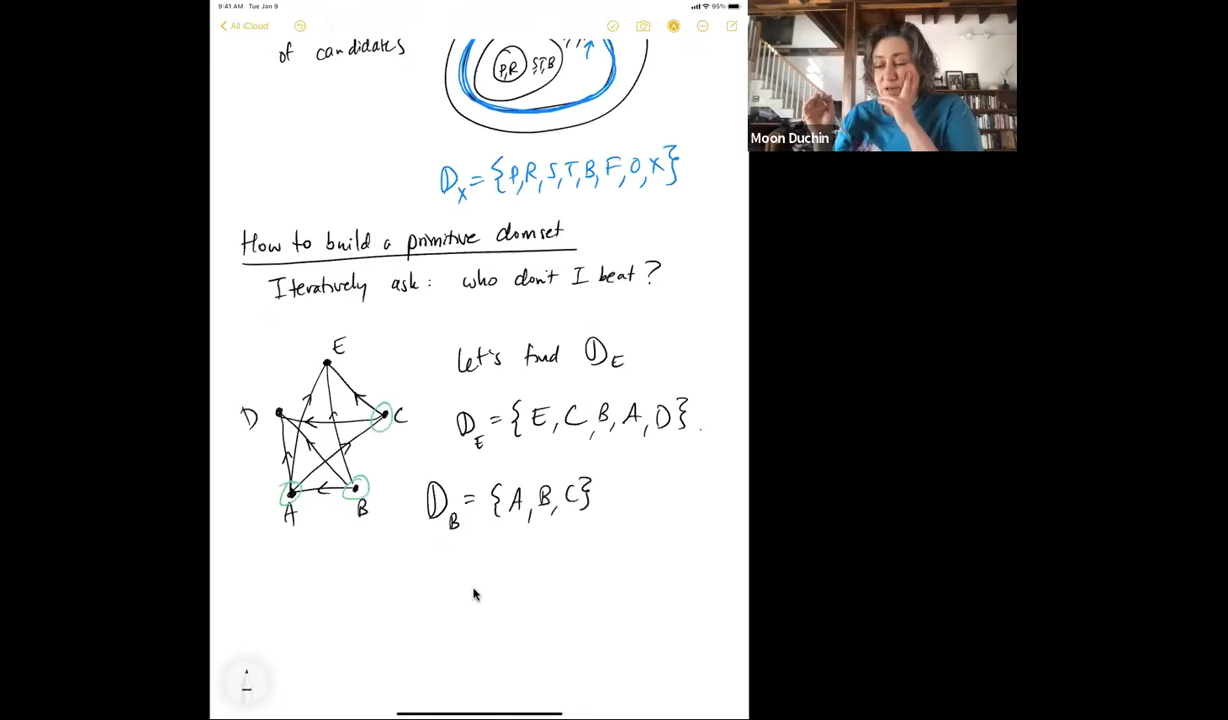 9:41 AM Tue Jan 9
95%
All iCloud
of candidates
P,R
S,T,B
Moon Duchin
D_X = {P, R, S, T, B, F, O, X}
How to build a primitive domset
Iteratively ask: who don't I beat?
E
Let's find D_E
D
C
D_E = {E, C, B, A, D}.
D_B = {A, B, C}
A
B